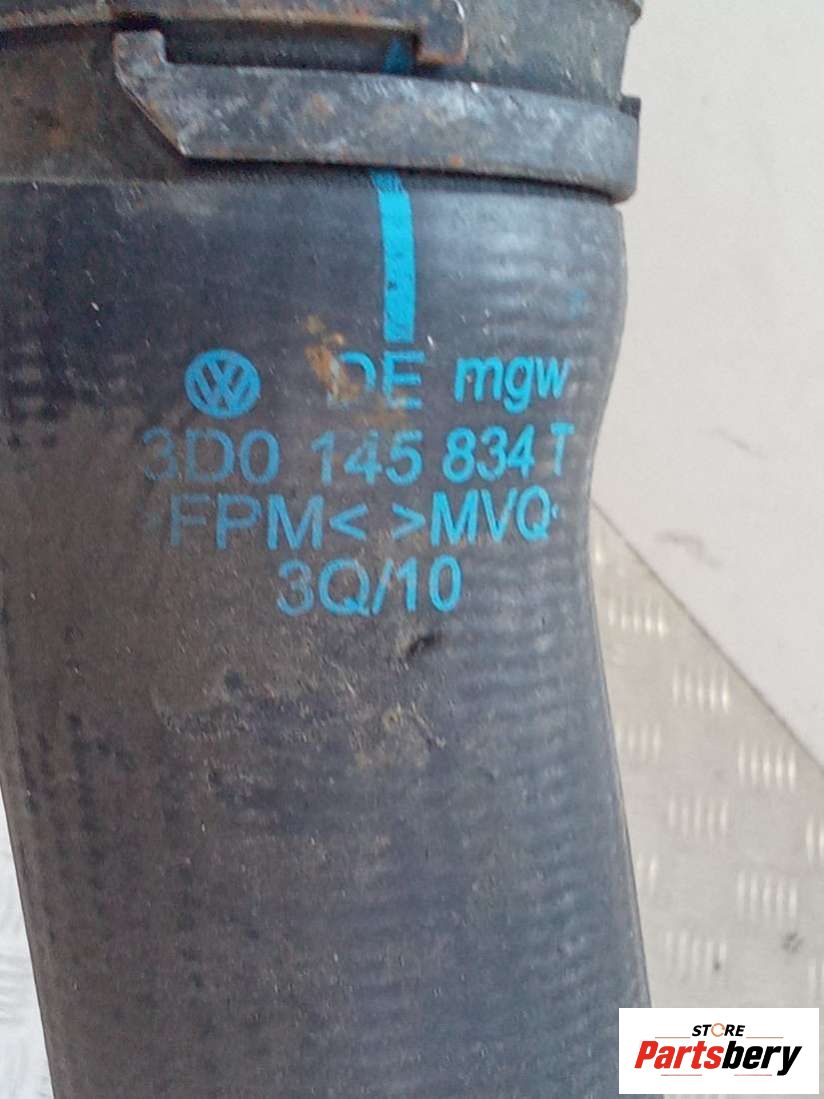 DE mgw
3D0 145 834 T
>FPM< >MVQ<
3Q/10
STORE
Partsbery